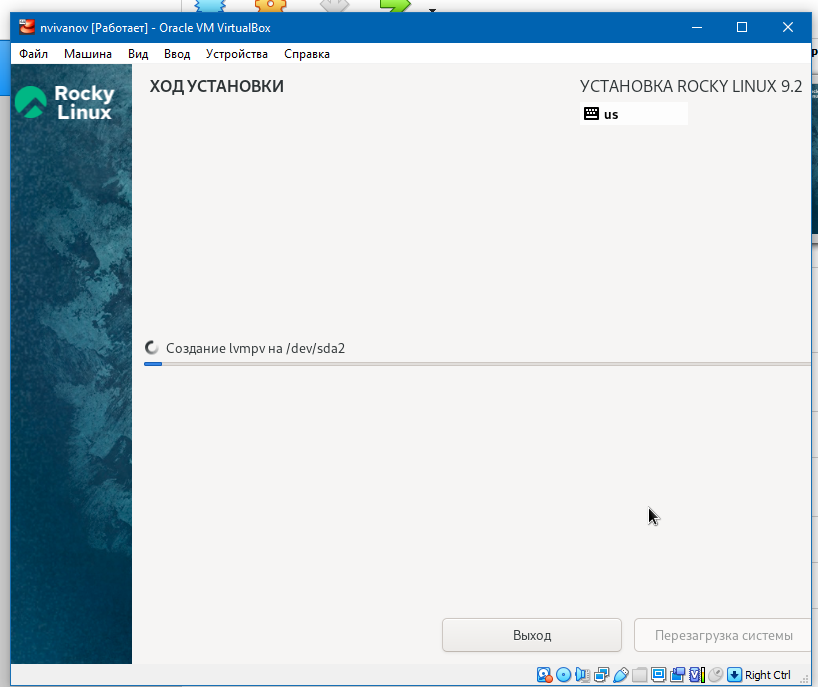 nvivanov [Работает] - Oracle VM VirtualBox
Файл Машина Вид Ввод Устройства Справка
Rocky
Linux
ХОД УСТАНОВКИ
УСТАНОВКА ROCKY LINUX 9.2
us
Создание lvmpv на /dev/sda2
Выход
Перезагрузка системы
Right Ctrl